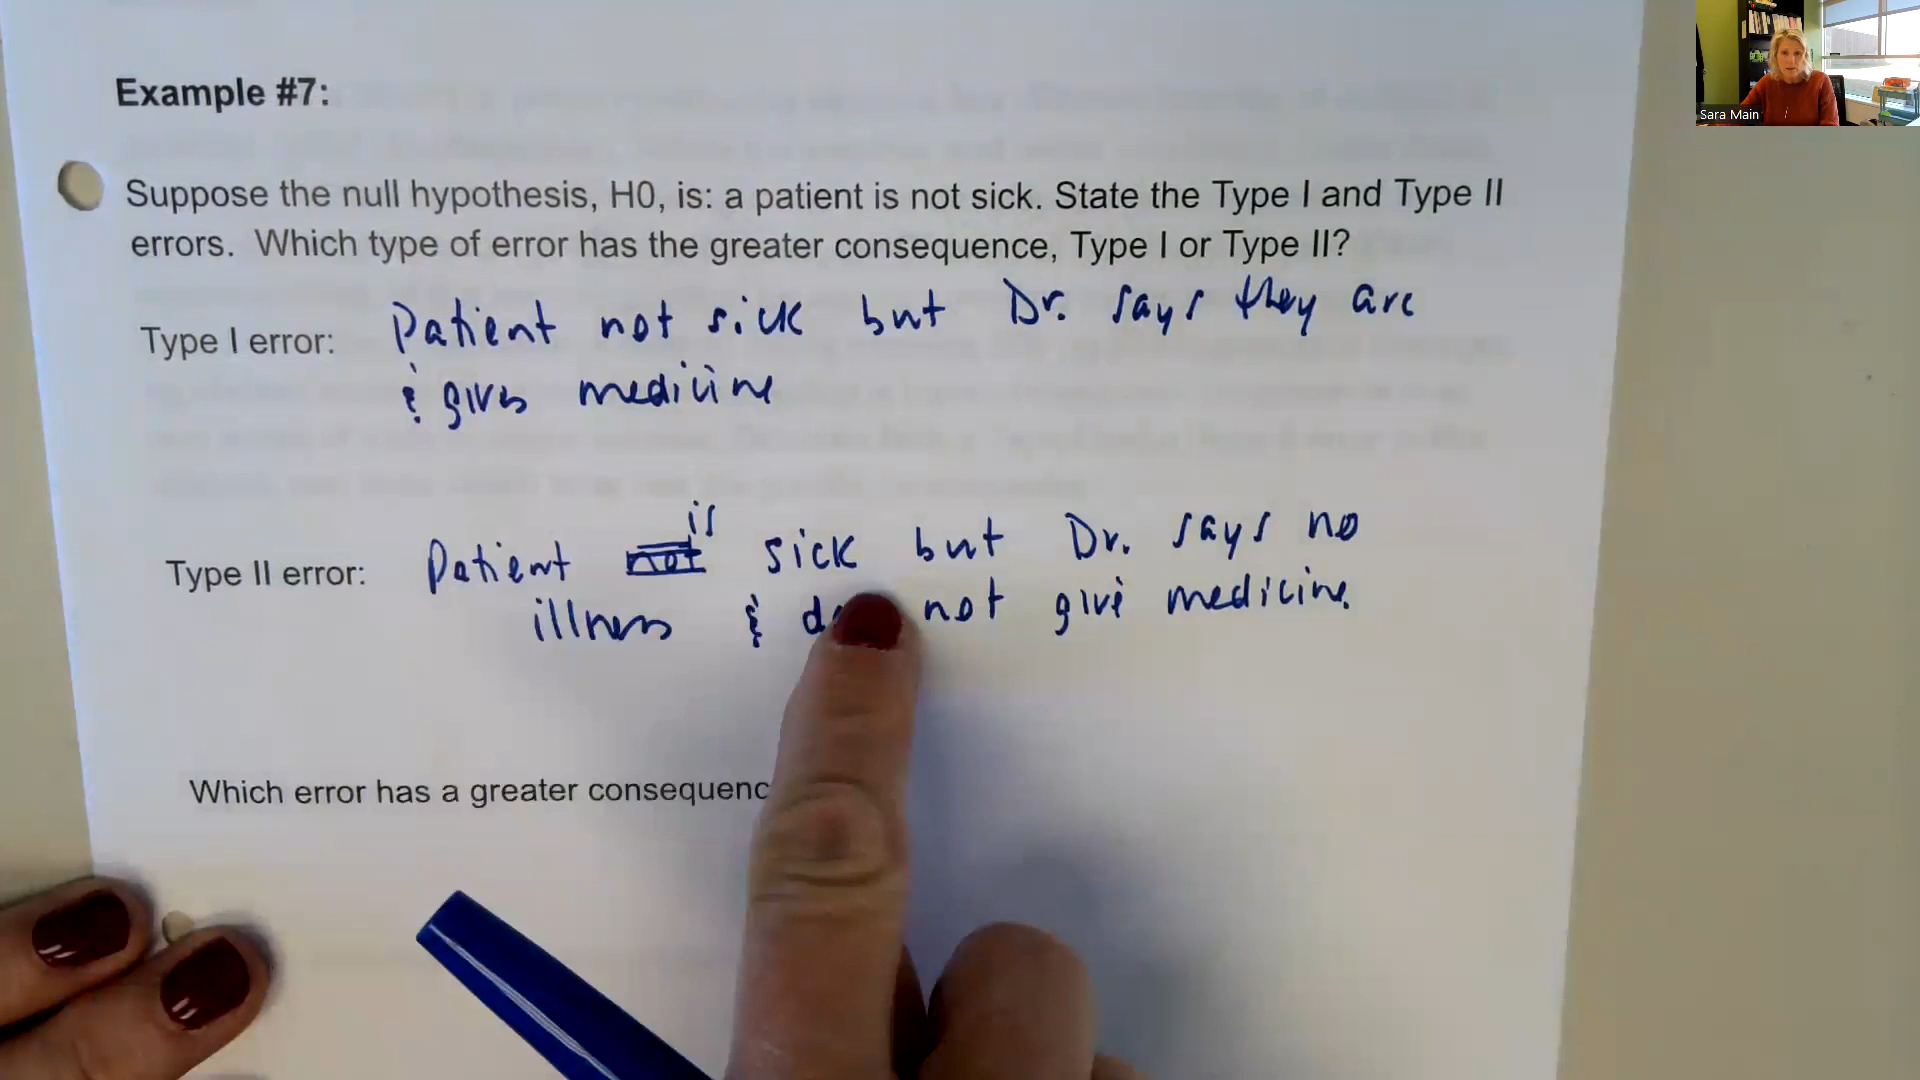 Example #7:
Sara Main
Suppose the null hypothesis, H0, is: a patient is not sick. State the Type I and Type II
errors. Which type of error has the greater consequence, Type I or Type II?
Type I error: Patient not sick but Dr. says they are
& gives medicine
is
Type II error: Patient not sick but Dr. says no
illness & not give medicine.
Which error has a greater consequenc